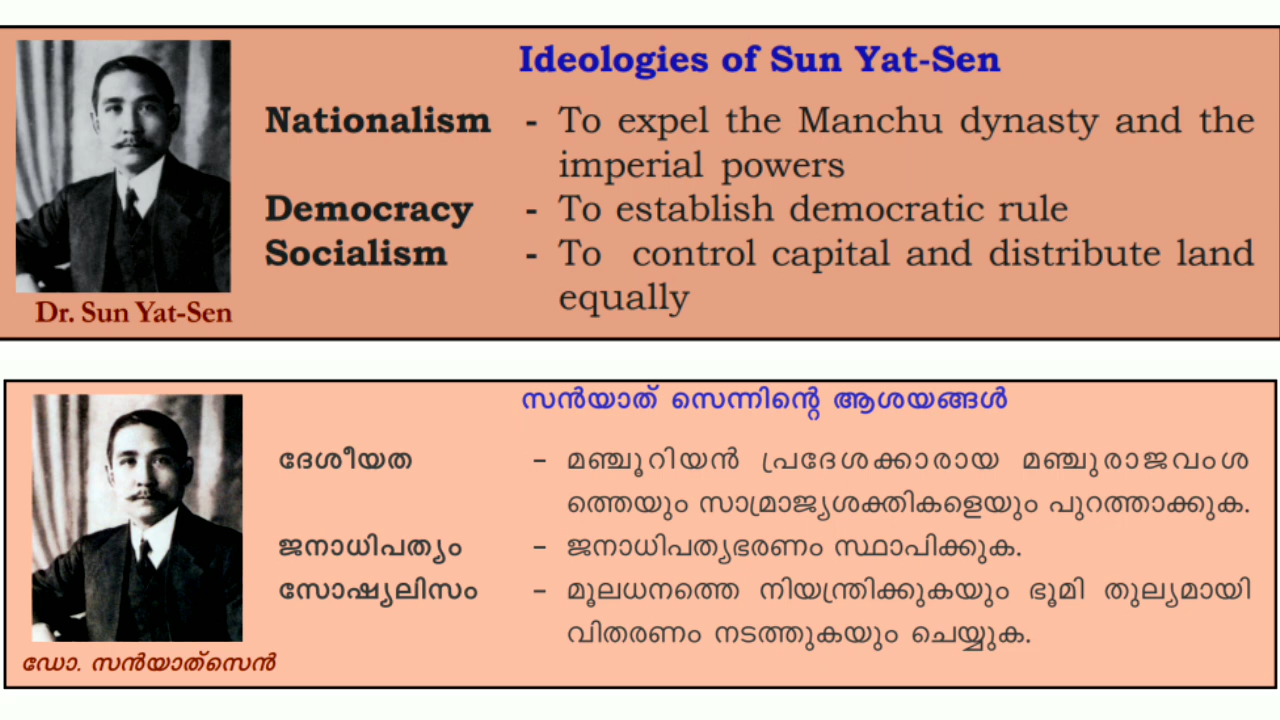 Ideologies of Sun Yat-Sen
Nationalism - To expel the Manchu dynasty and the
imperial powers
Democracy - To establish democratic rule
Socialism - To control capital and distribute land
equally
Dr. Sun Yat-Sen
സൻയാത് സെന്നിന്റെ ആശയങ്ങൾ
ദേശീയത – മഞ്ചൂറിയൻ പ്രദേശക്കാരായ മഞ്ചുരാജവംശ
ത്തെയും സാമ്രാജ്യശക്തികളെയും പുറത്താക്കുക.
ജനാധിപത്യം – ജനാധിപത്യഭരണം സ്ഥാപിക്കുക.
സോഷ്യലിസം – മൂലധനത്തെ നിയന്ത്രിക്കുകയും ഭൂമി തുല്യമായി
വിതരണം നടത്തുകയും ചെയ്യുക.
ഡോ. സൻയാത്സെൻ